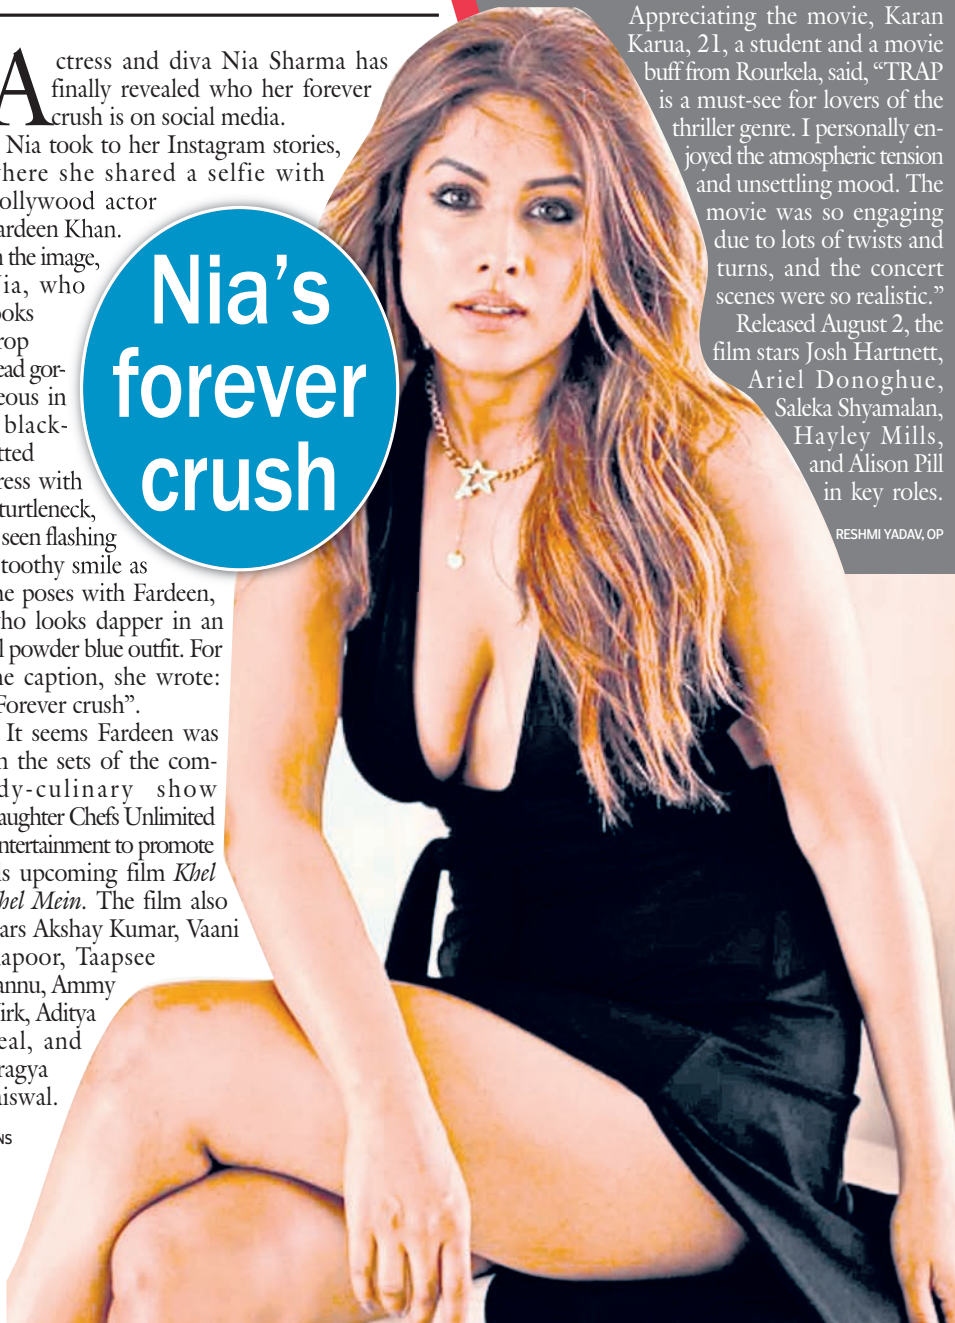 Actress and diva Nia Sharma has
finally revealed who her forever
crush is on social media.
Nia took to her Instagram stories,
here she shared a selfie with
ollywood actor
ardeen Khan.
n the image,
ia, who
ooks
rop
ead gor-
eous in
black-
tted
ress with
turtleneck,
seen flashing
toothy smile as
he poses with Fardeen,
ho looks dapper in an
l powder blue outfit. For
he caption, she wrote:
Forever crush”.
It seems Fardeen was
n the sets of the com-
dy-culinary show
aughter Chefs Unlimited
ntertainment to promote
is upcoming film Khel
hel Mein. The film also
ars Akshay Kumar, Vaani
apoor, Taapsee
annu, Ammy
irk, Aditya
eal, and
ragya
aiswal.
NS
Nia’s
forever
crush
Appreciating the movie, Karan
Karua, 21, a student and a movie
buff from Rourkela, said, “TRAP
is a must-see for lovers of the
thriller genre. I personally en-
joyed the atmospheric tension
and unsettling mood. The
movie was so engaging
due to lots of twists and
turns, and the concert
scenes were so realistic.”
Released August 2, the
film stars Josh Hartnett,
Ariel Donoghue,
Saleka Shyamalan,
Hayley Mills,
and Alison Pill
in key roles.
RESHMI YADAV, OP